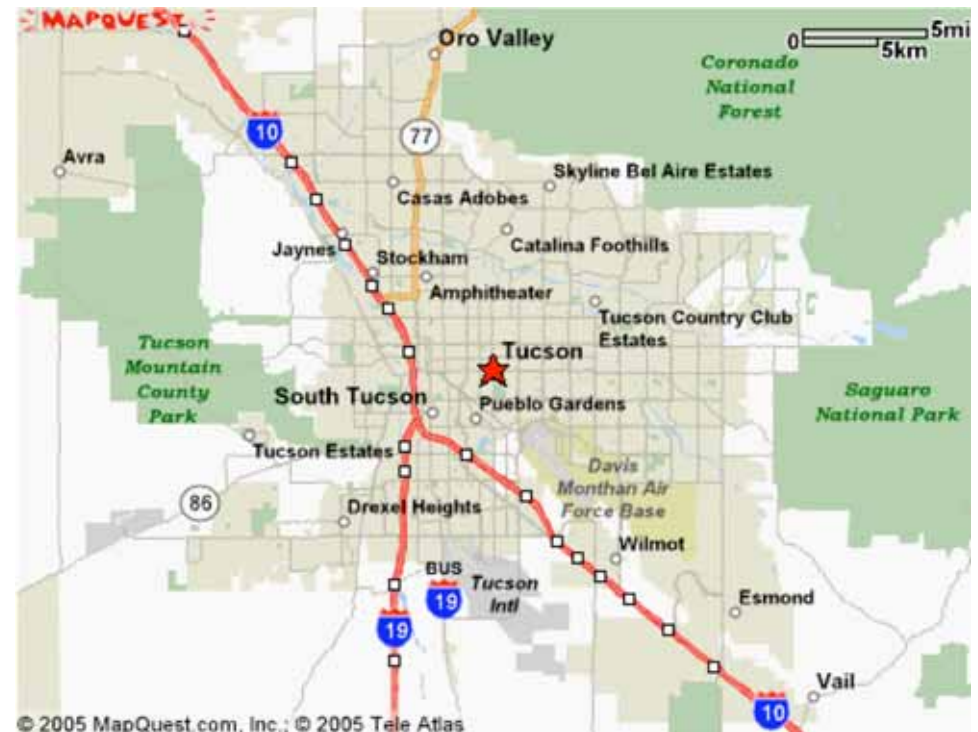 MAPQUEST
Oro Valley
0
5mi
5km
Coronado
National
Forest
77
10
Avra
Skyline Bel Aire Estates
Casas Adobes
Jaynes
Catalina Foothills
Stockham
Amphitheater
Tucson Country Club
Estates
Tucson
Mountain
County
Park
Tucson
South Tucson
Pueblo Gardens
Saguaro
National Park
Tucson Estates
Davis
Monthan Air
Force Base
86
Drexel Heights
Wilmot
BUS
19
Tucson
Intl
Esmond
19
Vail
10
© 2005 MapQuest.com, Inc.; © 2005 Tele Atlas